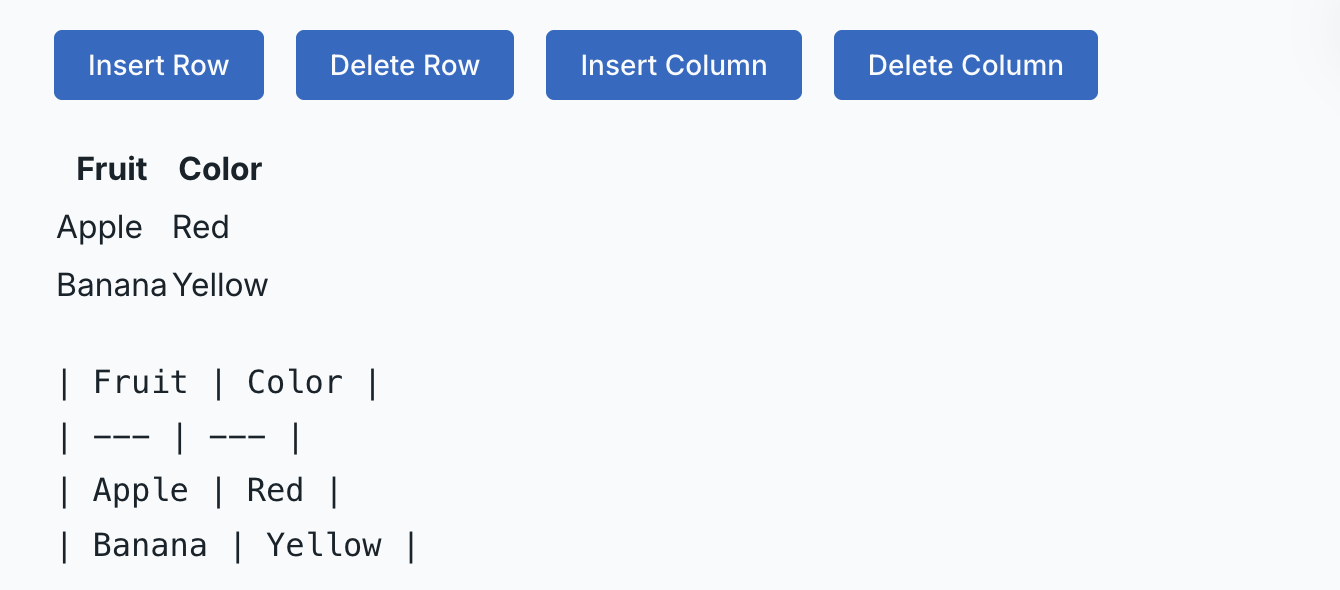 Insert Row Delete Row Insert Column Delete Column
Fruit Color
Apple Red
Banana Yellow
| Fruit | Color |
| --- | --- |
| Apple | Red |
| Banana | Yellow |